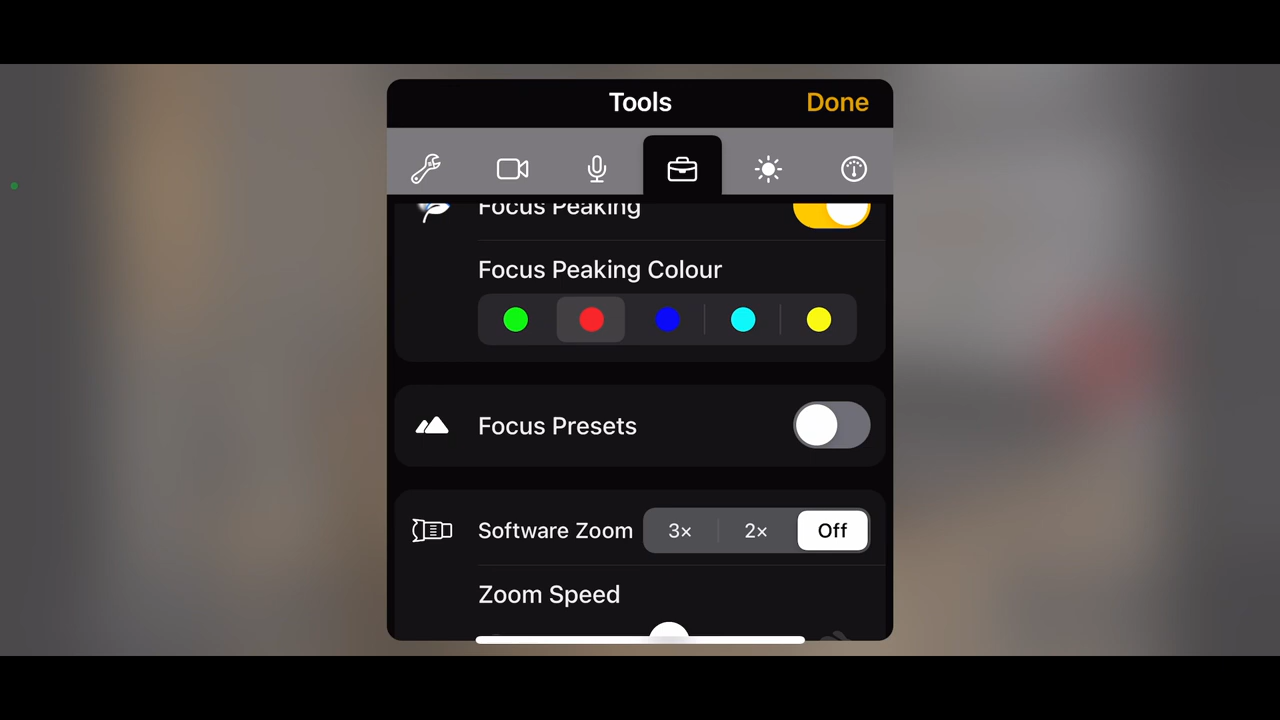 Tools
Done
Focus Peaking
Focus Peaking Colour
Focus Presets
Software Zoom
3×
2×
Off
Zoom Speed